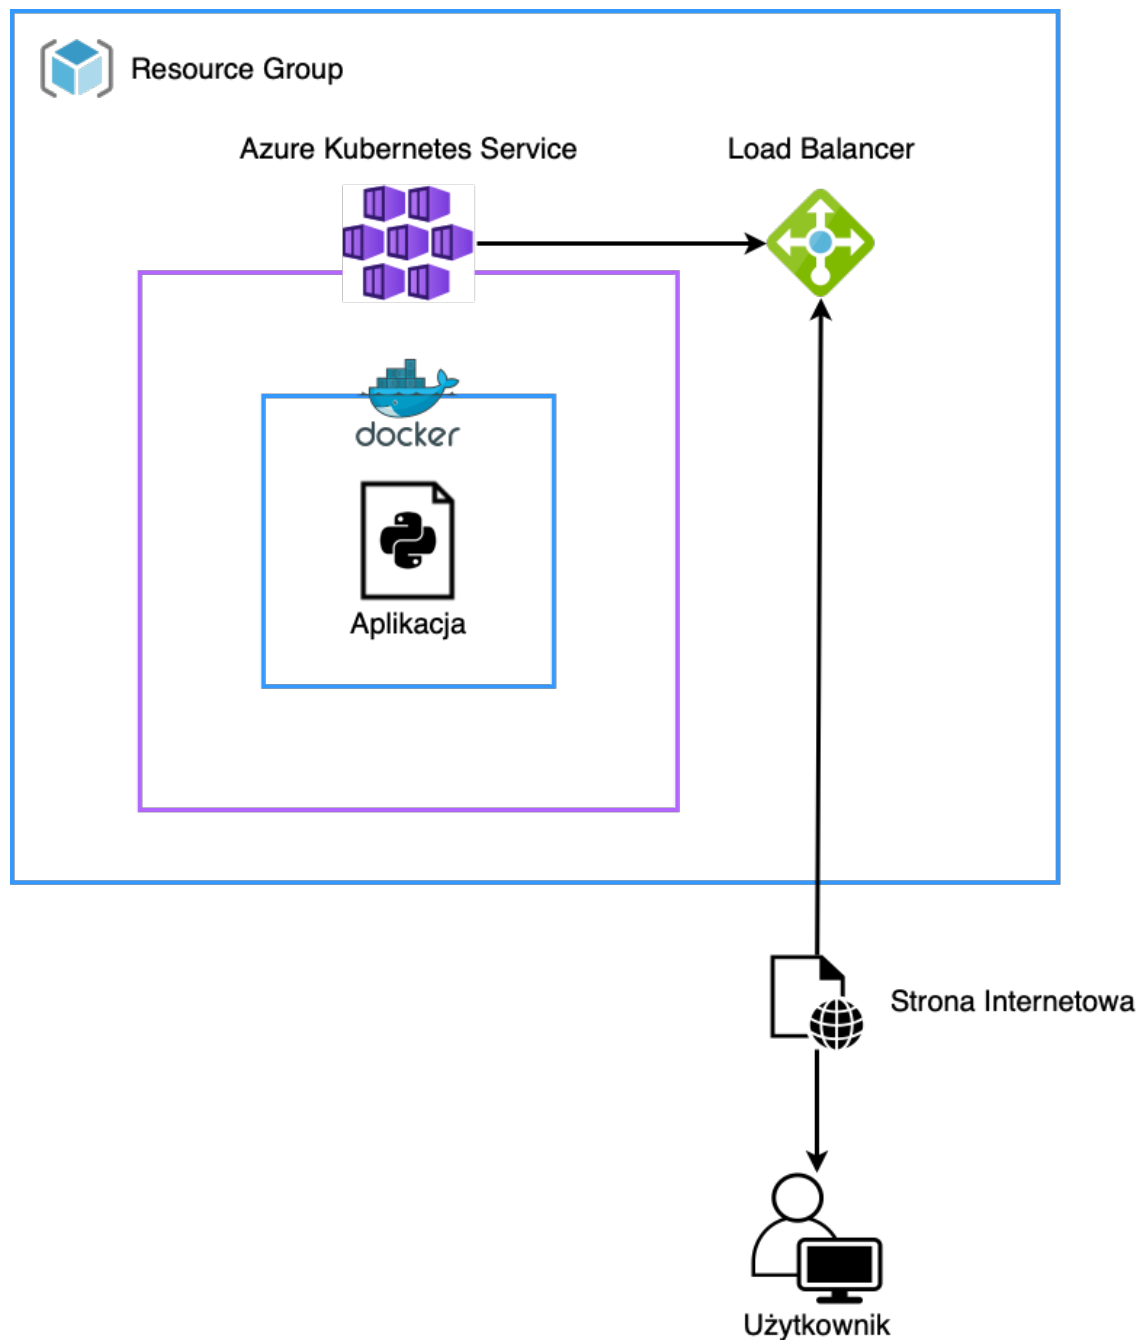 Resource Group
Azure Kubernetes Service
Load Balancer
docker
Aplikacja
Strona Internetowa
Użytkownik